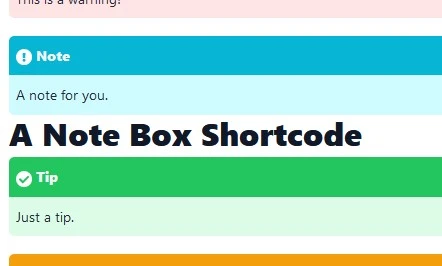 This is a warning!
Note
A note for you.
A Note Box Shortcode
Tip
Just a tip.